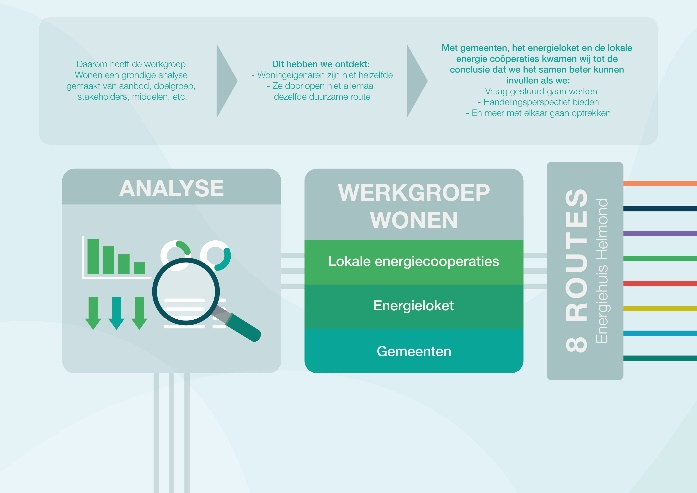 Daarom heeft de werkgroep
Wonen een grondige analyse
gemaakt van aanbod, doelgroep,
stakeholders, middelen, etc.
Dit hebben we ontdekt:
- Woningeigenaren zijn niet hetzelfde
- Ze doorlopen niet allemaal
dezelfde duurzame route
Met gemeenten, het energieloket en de lokale
energie coöperaties kwamen wij tot de
conclusie dat we het samen beter kunnen
invullen als we:
- Vraag gestuurd gaan werken
- Handelingsperspectief bieden
- En meer met elkaar gaan optrekken
ANALYSE
WERKGROEP
WONEN
Lokale energiecooperaties
Energieloket
Gemeenten
8 ROUTES
Energiehuis Helmond